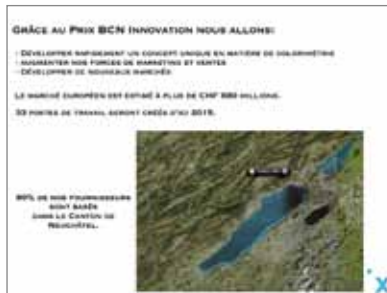 GRÂCE AU PRIX BCN INNOVATION NOUS ALLONS:
- DÉVELOPPER RAPIDEMENT UN CONCEPT UNIQUE EN MATIÈRE DE COLORIMÉTRIE
- AUGMENTER NOS FORCES DE MARKETING ET VENTES
- DÉVELOPPER DE NOUVEAUX MARCHÉS
LE MARCHÉ EUROPÉEN EST ESTIMÉ À PLUS DE CHF MILLIONS.
POSTES DE TRAVAIL SERONT CRÉÉS D'ICI 2015.
DE NOS FOURNISSEURS
SONT BASÉS
DANS LE CANTON DE
NEUCHÂTEL.
X